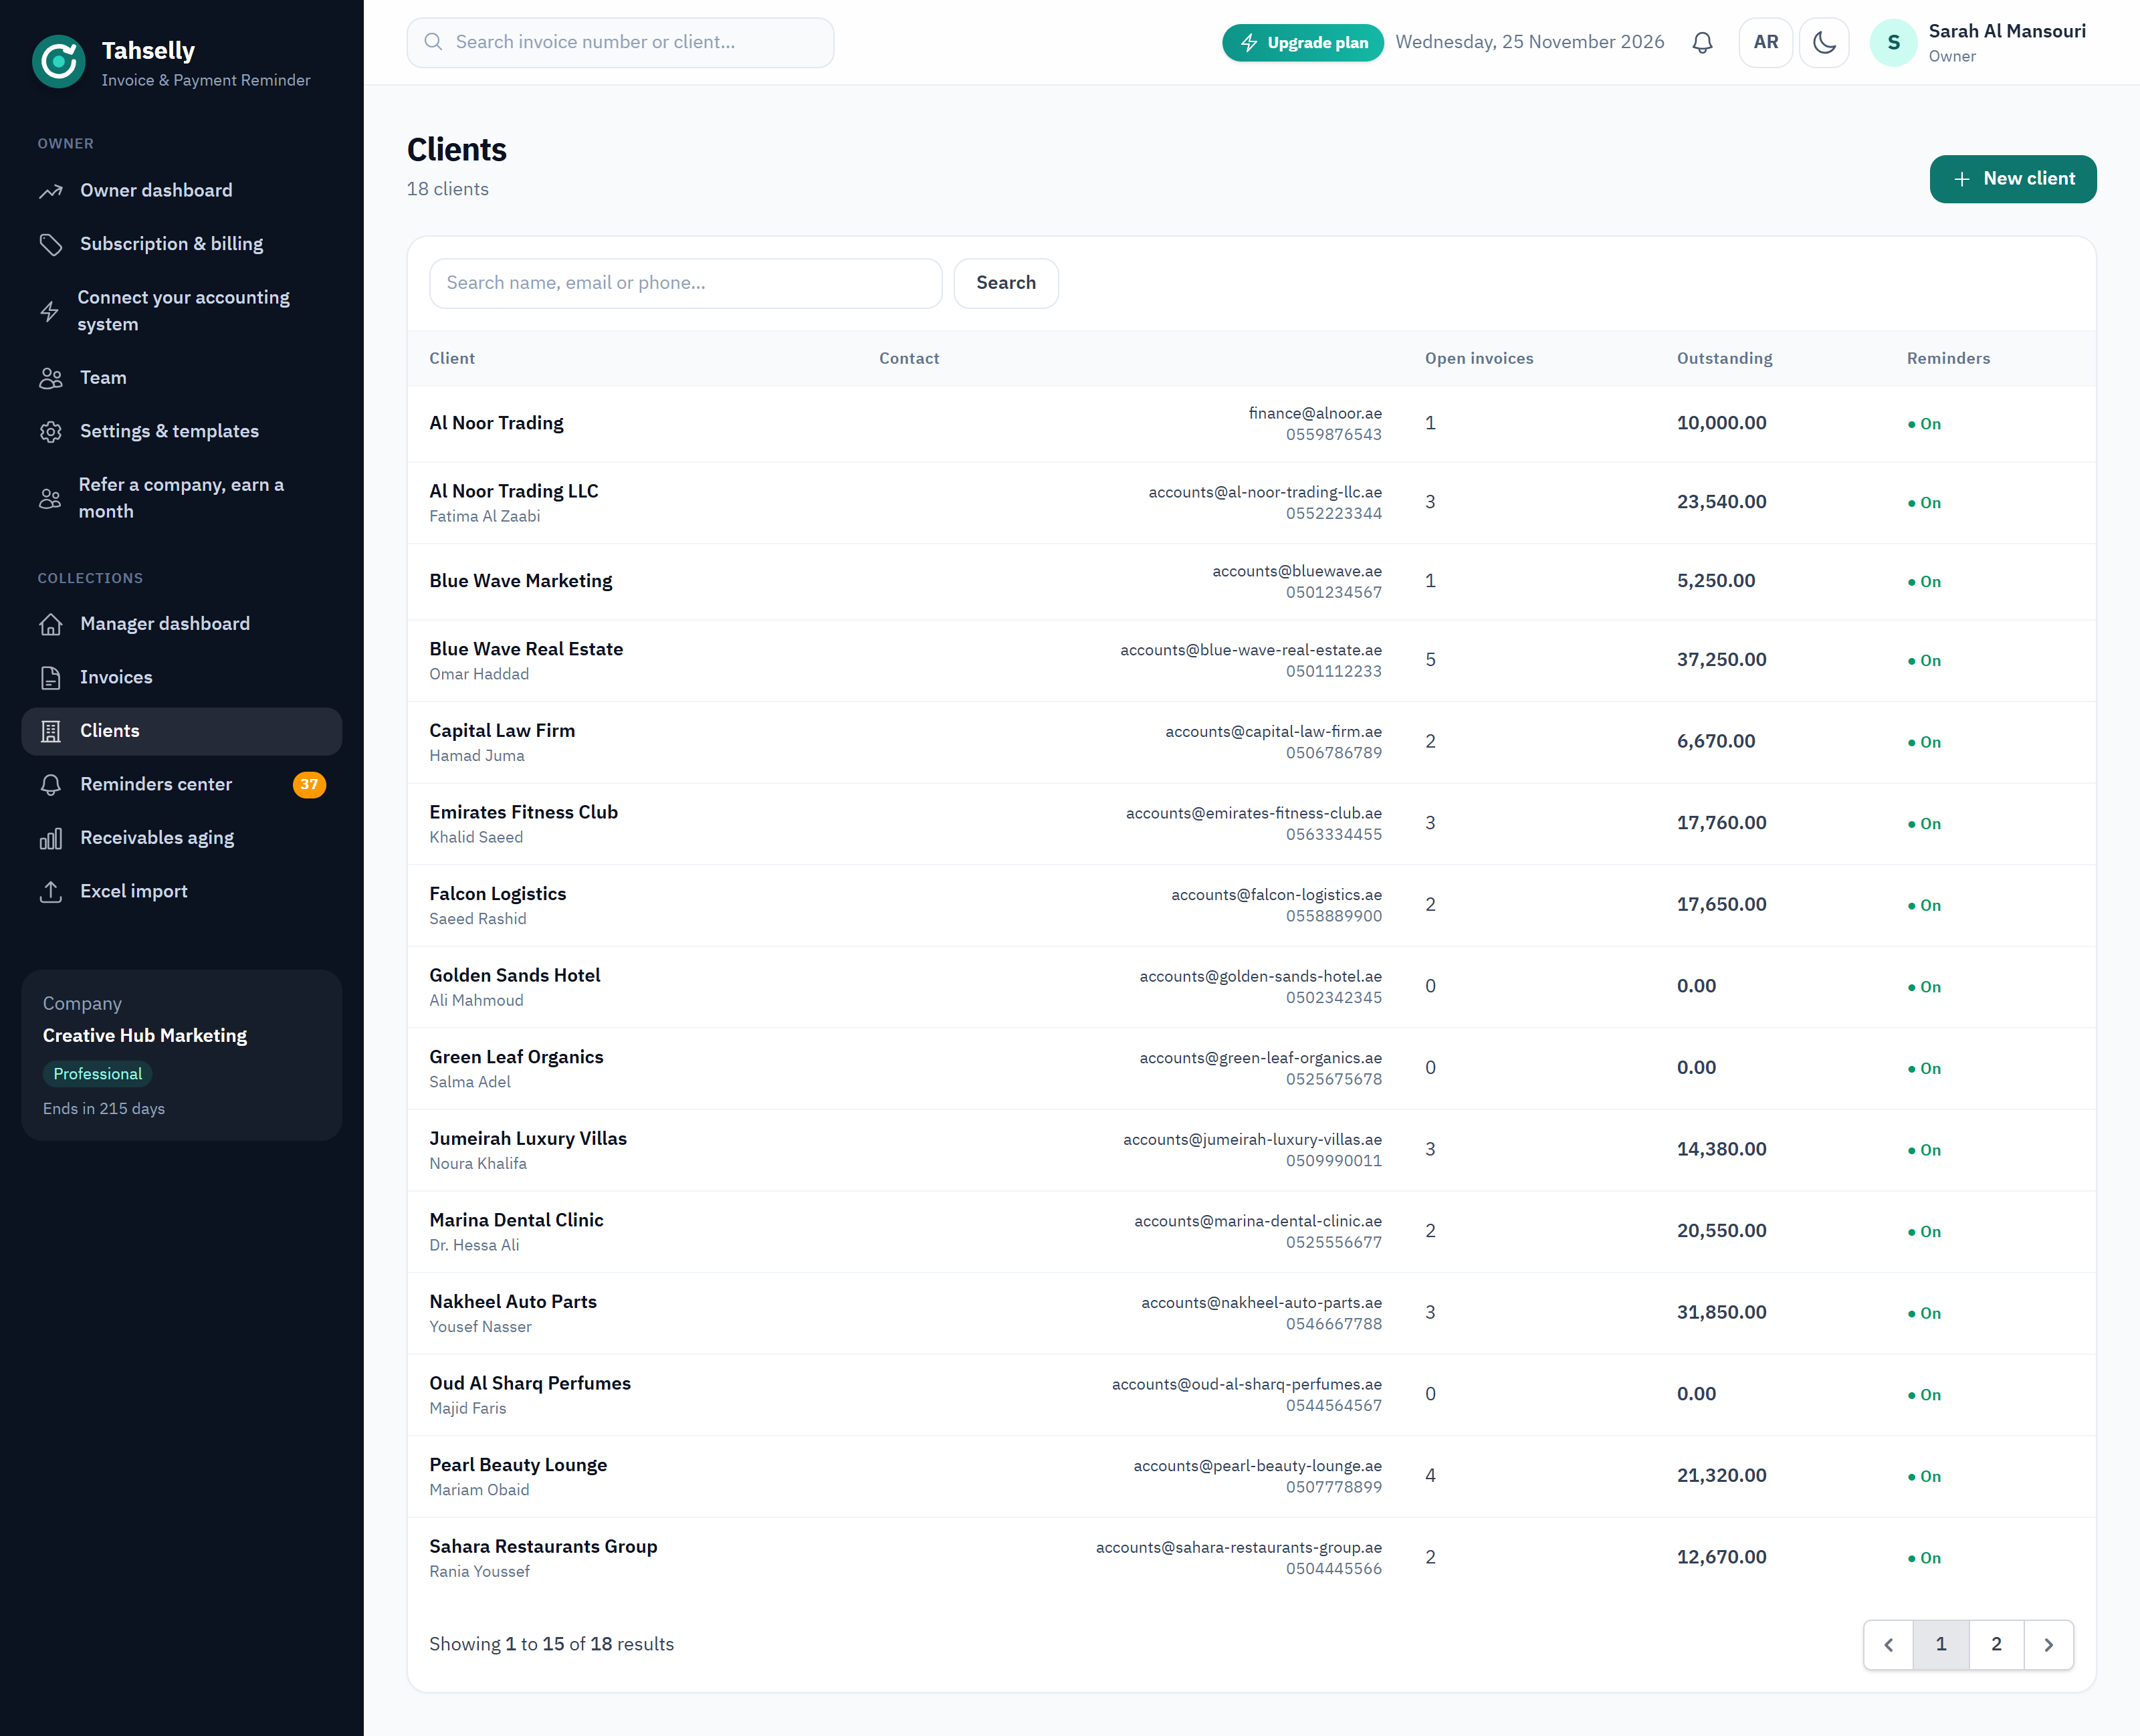 Tahselly
Invoice & Payment Reminder
OWNER
Owner dashboard
Subscription & billing
Connect your accounting
system
Team
Settings & templates
Refer a company, earn a
month
COLLECTIONS
Manager dashboard
Invoices
Clients
Reminders center 37
Receivables aging
Excel import
Company
Creative Hub Marketing
Professional
Ends in 215 days
Search invoice number or client...
Upgrade plan
Wednesday, 25 November 2026
AR
S
Sarah Al Mansouri
Owner
Clients
18 clients
New client
Search name, email or phone...
Search
Client Contact Open invoices Outstanding Reminders
Al Noor Trading
finance@alnoor.ae
0559876543
1 10,000.00 ● On
Al Noor Trading LLC
Fatima Al Zaabi
accounts@al-noor-trading-llc.ae
0552223344
3 23,540.00 ● On
Blue Wave Marketing
accounts@bluewave.ae
0501234567
1 5,250.00 ● On
Blue Wave Real Estate
Omar Haddad
accounts@blue-wave-real-estate.ae
0501112233
5 37,250.00 ● On
Capital Law Firm
Hamad Juma
accounts@capital-law-firm.ae
0506786789
2 6,670.00 ● On
Emirates Fitness Club
Khalid Saeed
accounts@emirates-fitness-club.ae
0563334455
3 17,760.00 ● On
Falcon Logistics
Saeed Rashid
accounts@falcon-logistics.ae
0558889900
2 17,650.00 ● On
Golden Sands Hotel
Ali Mahmoud
accounts@golden-sands-hotel.ae
0502342345
0 0.00 ● On
Green Leaf Organics
Salma Adel
accounts@green-leaf-organics.ae
0525675678
0 0.00 ● On
Jumeirah Luxury Villas
Noura Khalifa
accounts@jumeirah-luxury-villas.ae
0509990011
3 14,380.00 ● On
Marina Dental Clinic
Dr. Hessa Ali
accounts@marina-dental-clinic.ae
0525556677
2 20,550.00 ● On
Nakheel Auto Parts
Yousef Nasser
accounts@nakheel-auto-parts.ae
0546667788
3 31,850.00 ● On
Oud Al Sharq Perfumes
Majid Faris
accounts@oud-al-sharq-perfumes.ae
0544564567
0 0.00 ● On
Pearl Beauty Lounge
Mariam Obaid
accounts@pearl-beauty-lounge.ae
0507778899
4 21,320.00 ● On
Sahara Restaurants Group
Rania Youssef
accounts@sahara-restaurants-group.ae
0504445566
2 12,670.00 ● On
Showing 1 to 15 of 18 results
1 2